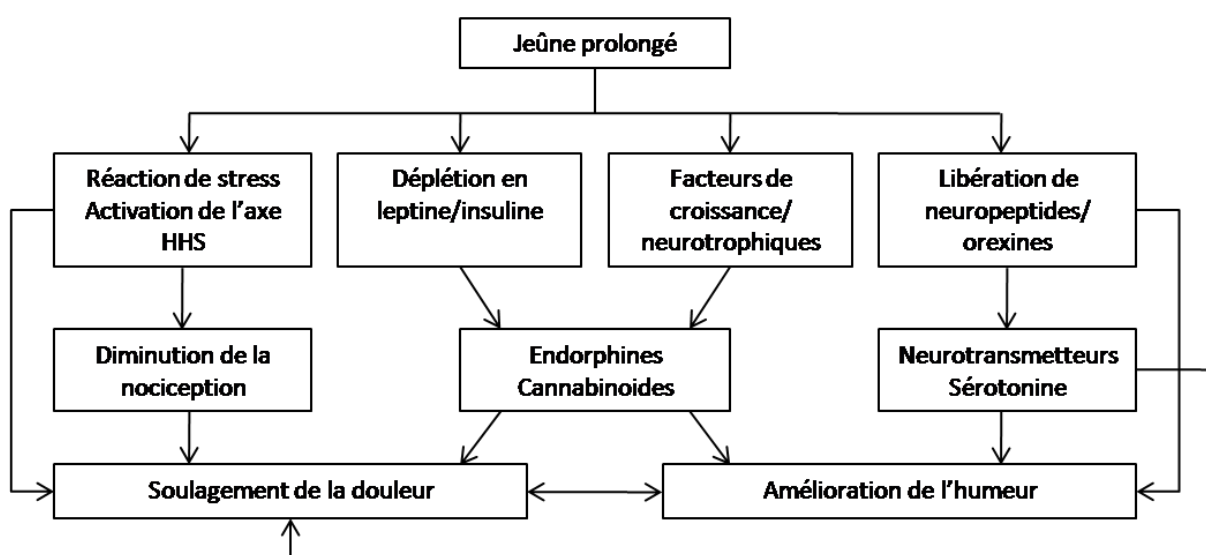 Jeûne prolongé
Réaction de stress
Activation de l’axe
HHS
Déplétion en
leptine/insuline
Facteurs de
croissance/
neurotrophiques
Libération de
neuropeptides/
orexines
Diminution de la
nociception
Endorphines
Cannabinoides
Neurotransmetteurs
Sérotonine
Soulagement de la douleur
Amélioration de l’humeur